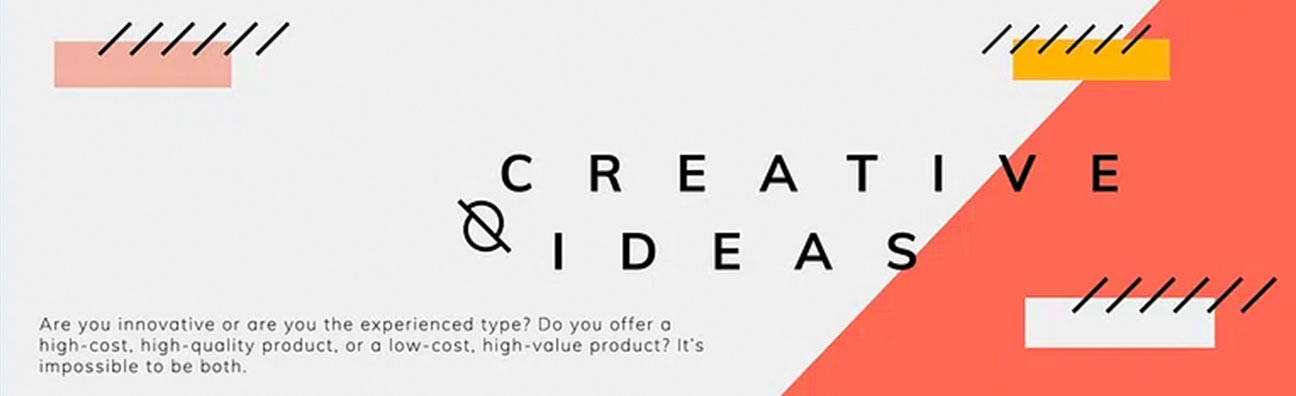 CREATIVE
IDEAS
Are you innovative or are you the experienced type? Do you offer a
high-cost, high-quality product, or a low-cost, high-value product? It's
impossible to be both.